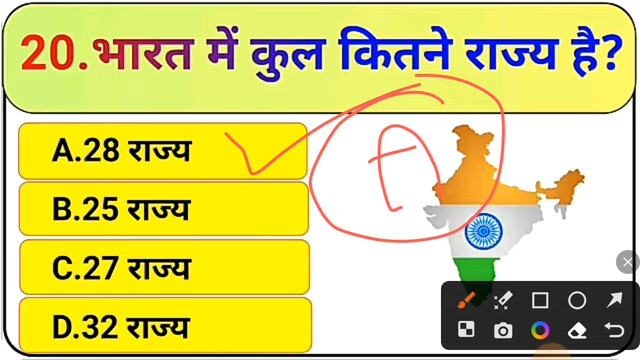 20.भारत में कुल कितने राज्य है?
A.28 राज्य
A
B.25 राज्य
C.27 राज्य
D.32 राज्य